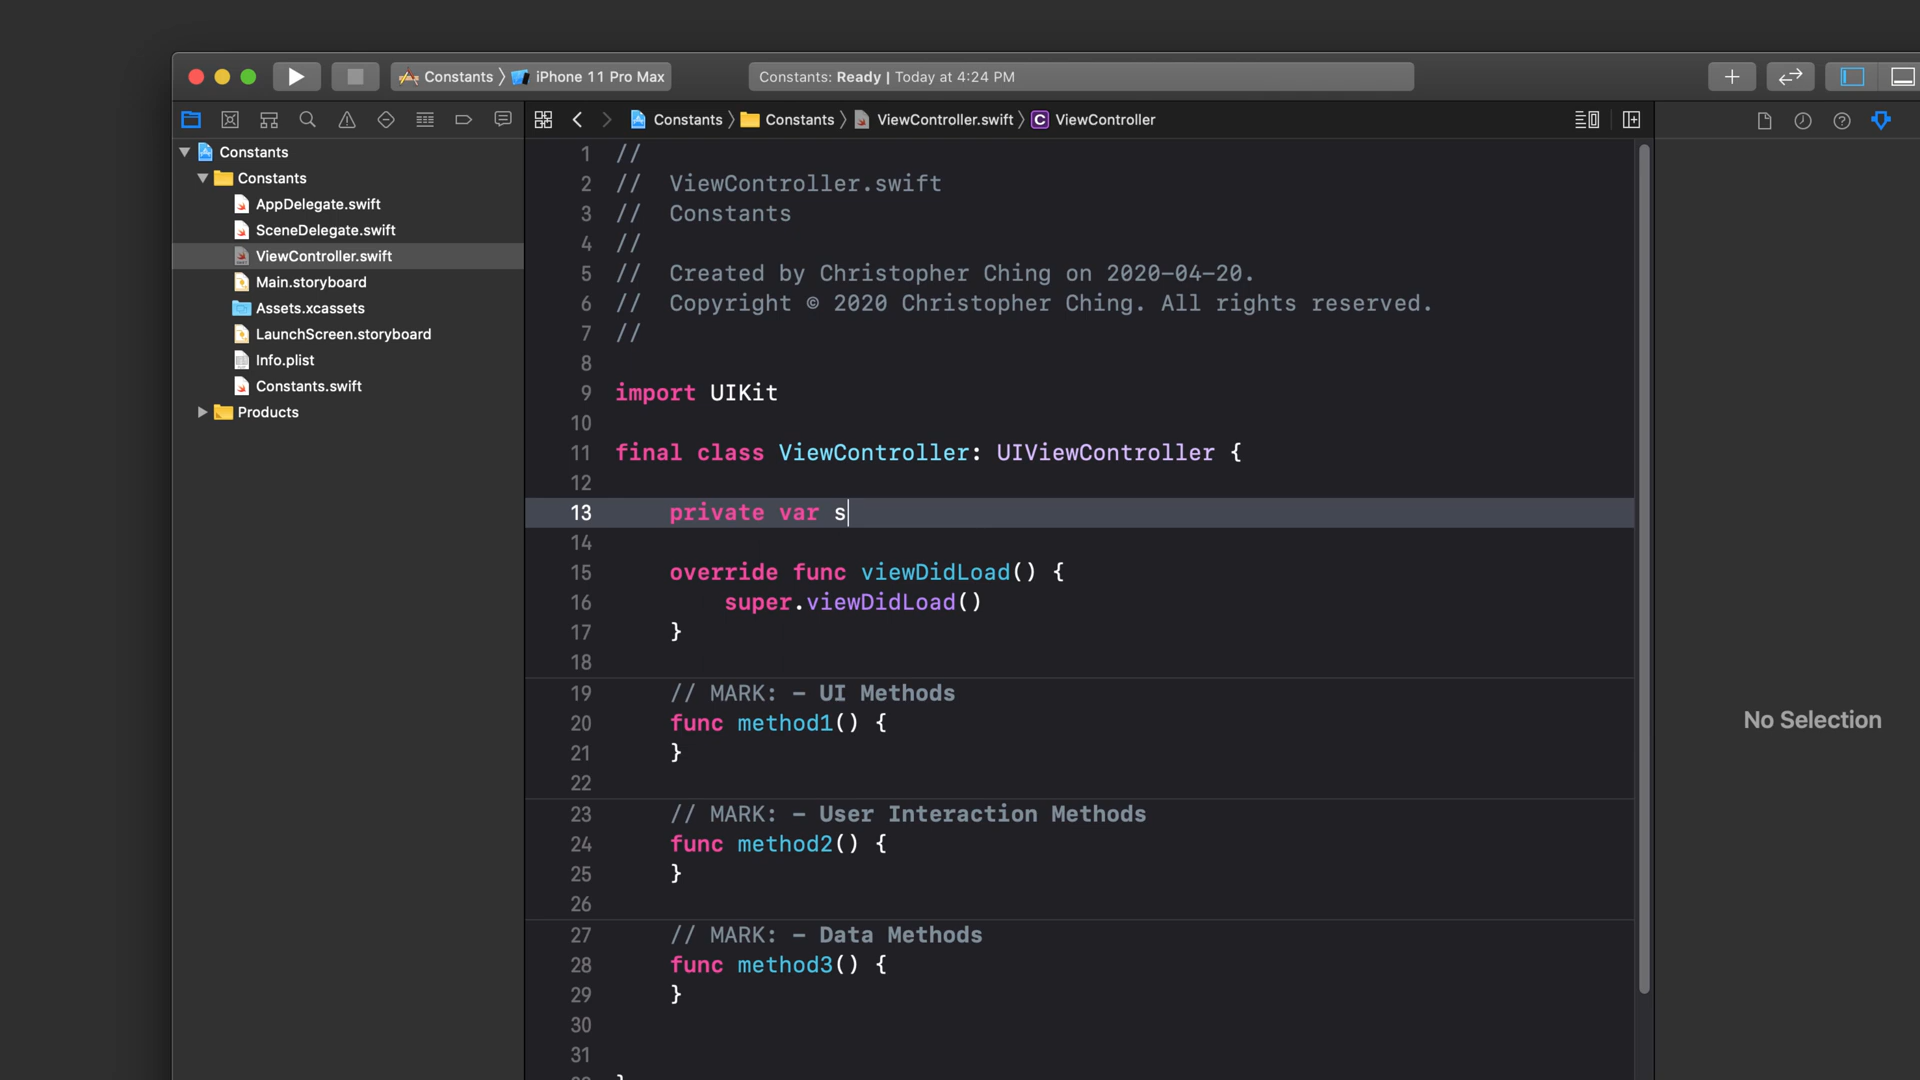 Constants 〉 iPhone 11 Pro Max
Constants: Ready | Today at 4:24 PM
Constants 〉 Constants 〉 ViewController.swift 〉 C ViewController
Constants
Constants
AppDelegate.swift
SceneDelegate.swift
ViewController.swift
Main.storyboard
Assets.xcassets
LaunchScreen.storyboard
Info.plist
Constants.swift
Products
1 //
2 //  ViewController.swift
3 //  Constants
4 //
5 //  Created by Christopher Ching on 2020-04-20.
6 //  Copyright © 2020 Christopher Ching. All rights reserved.
7 //
8
9 import UIKit
10
11 final class ViewController: UIViewController {
12
13     private var s
14
15     override func viewDidLoad() {
16         super.viewDidLoad()
17     }
18
19     // MARK: - UI Methods
20     func method1() {
21     }
22
23     // MARK: - User Interaction Methods
24     func method2() {
25     }
26
27     // MARK: - Data Methods
28     func method3() {
29     }
30
31
No Selection